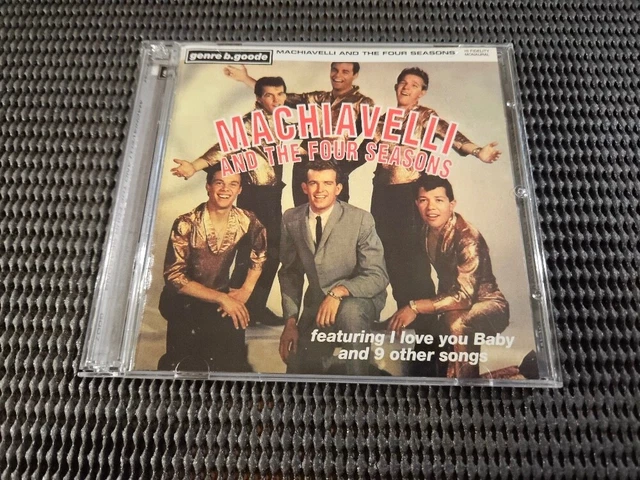 genre b.goode MACHIAVELLI AND THE FOUR SEASONS
MACHIAVELLI
AND THE FOUR SEASONS
featuring I love you Baby
and 9 other songs